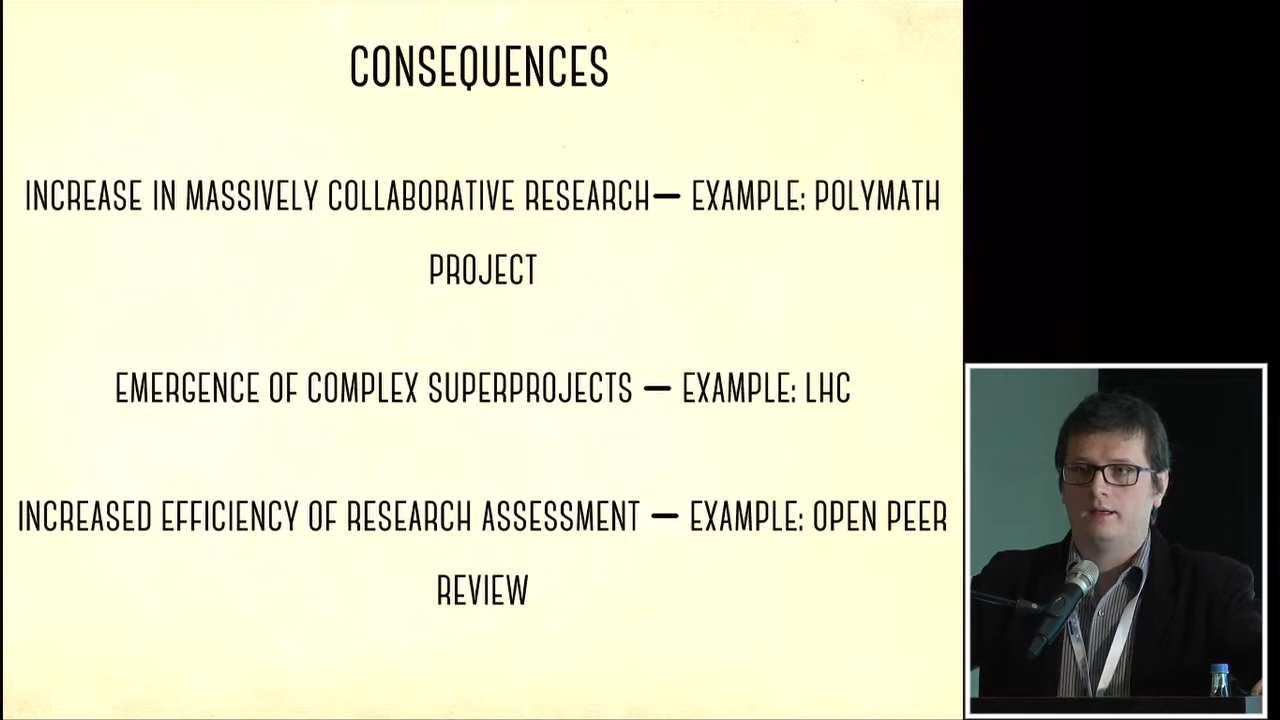 CONSEQUENCES
INCREASE IN MASSIVELY COLLABORATIVE RESEARCH— EXAMPLE: POLYMATH
PROJECT
EMERGENCE OF COMPLEX SUPERPROJECTS — EXAMPLE: LHC
INCREASED EFFICIENCY OF RESEARCH ASSESSMENT — EXAMPLE: OPEN PEER
REVIEW